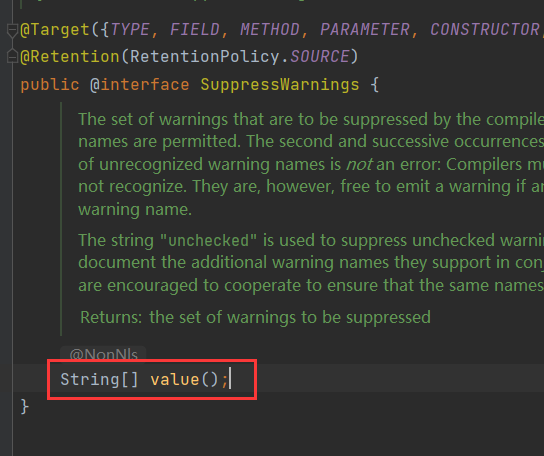 @Target({TYPE, FIELD, METHOD, PARAMETER, CONSTRUCTOR,
@Retention(RetentionPolicy.SOURCE)
public @interface SuppressWarnings {
The set of warnings that are to be suppressed by the compile
names are permitted. The second and successive occurrences
of unrecognized warning names is not an error: Compilers mu
not recognize. They are, however, free to emit a warning if an
warning name.
The string "unchecked" is used to suppress unchecked warnin
document the additional warning names they support in conj
are encouraged to cooperate to ensure that the same names
Returns: the set of warnings to be suppressed
@NonNls
String[] value();
}